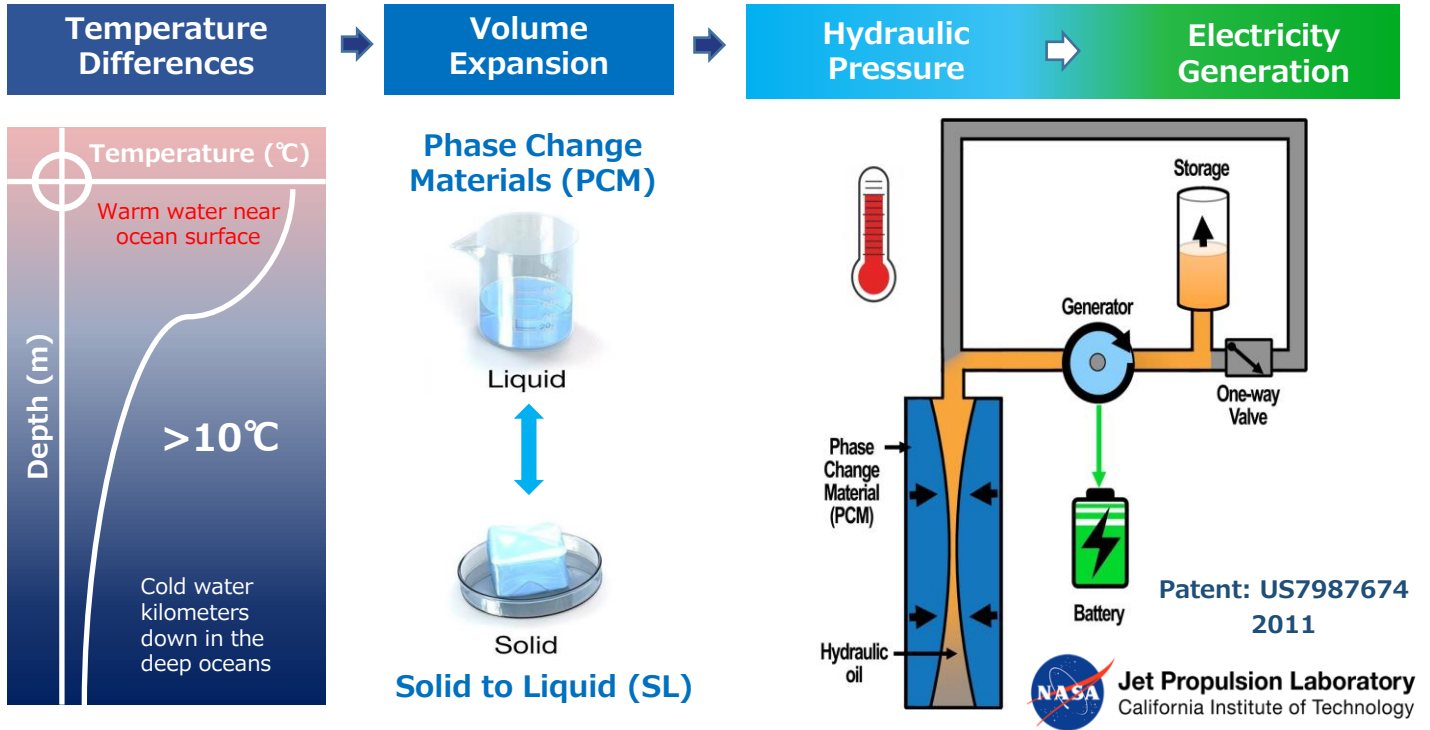 Temperature
Differences
Volume
Expansion
Hydraulic
Pressure
Electricity
Generation
Temperature (℃)
Warm water near
ocean surface
Depth (m)
>10℃
Cold water
kilometers
down in the
deep oceans
Phase Change
Materials (PCM)
Liquid
Solid
Solid to Liquid (SL)
Storage
Generator
One-way
Valve
Phase
Change
Material
(PCM)
Battery
Hydraulic
oil
Patent: US7987674
2011
NASA
Jet Propulsion Laboratory
California Institute of Technology